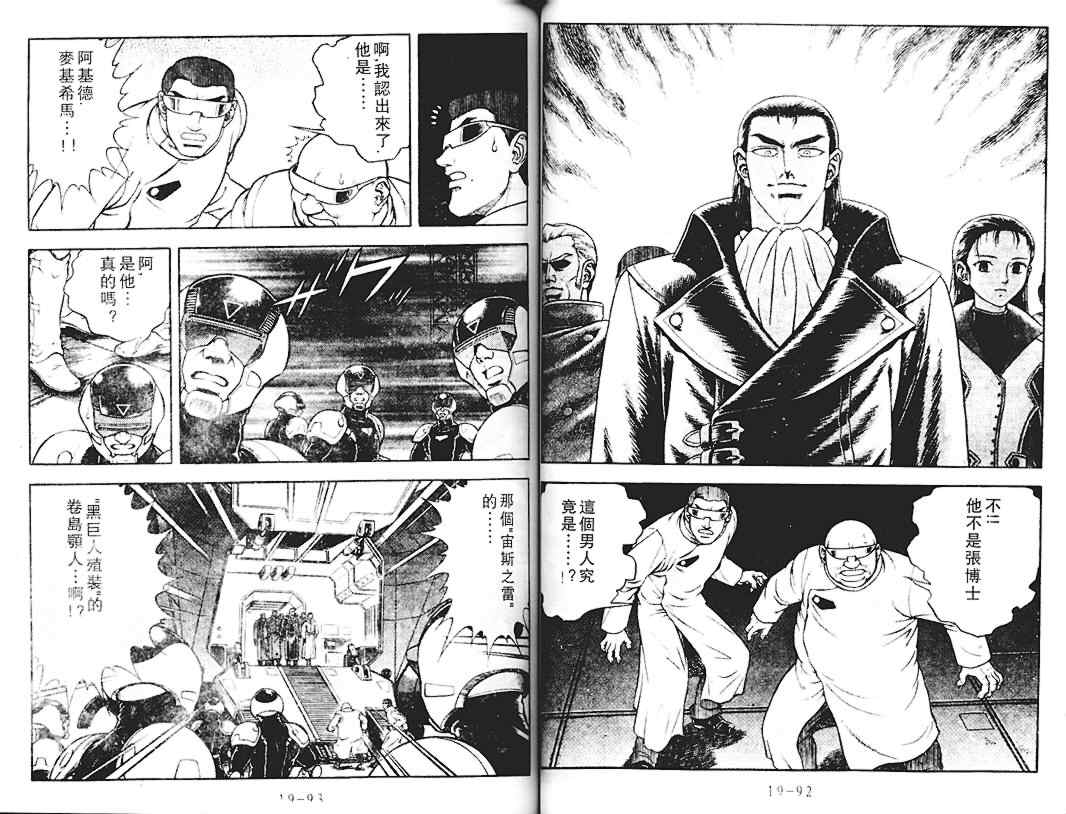 不!!
他不是張博士
這個男人究
竟是……?
19-92
啊,我認出來了
他是……
阿基德
麥基希馬…!!
阿,
是他…
真的嗎?
那個"宙斯之雷"
的……
"黑巨人殖裝"的
卷島顎人…啊!?
19-93